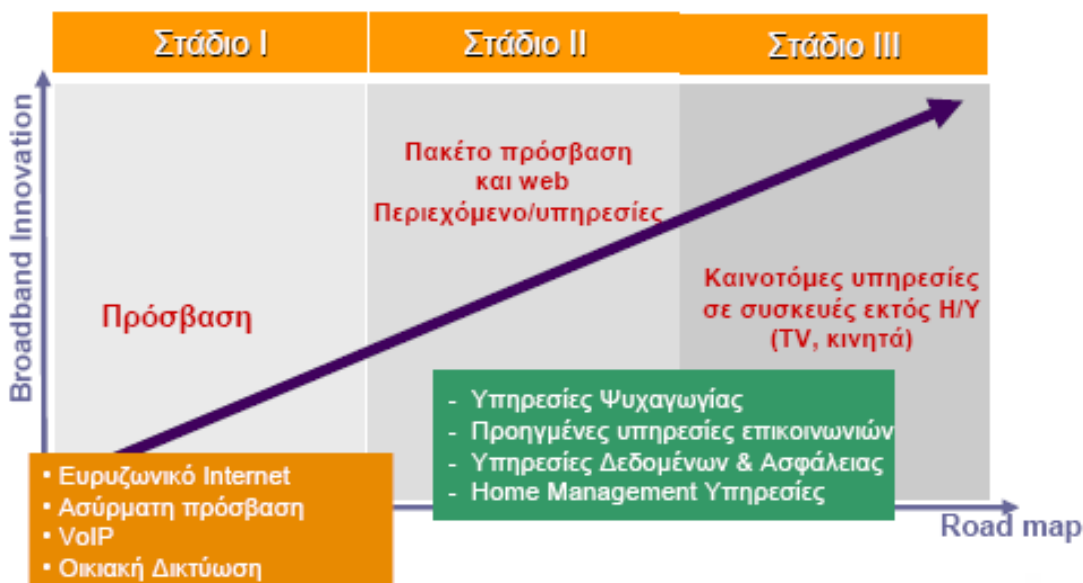 Στάδιο I
Στάδιο II
Στάδιο III
Broadband Innovation
Πρόσβαση
Πακέτο πρόσβαση
και web
Περιεχόμενο/υπηρεσίες
Καινοτόμες υπηρεσίες
σε συσκευές εκτός Η/Υ
(TV, κινητά)
• Ευρυζωνικό Internet
• Ασύρματη πρόσβαση
• VoIP
• Οικιακή Δικτύωση
- Υπηρεσίες Ψυχαγωγίας
- Προηγμένες υπηρεσίες επικοινωνιών
- Υπηρεσίες Δεδομένων & Ασφάλειας
- Home Management Υπηρεσίες
Road map